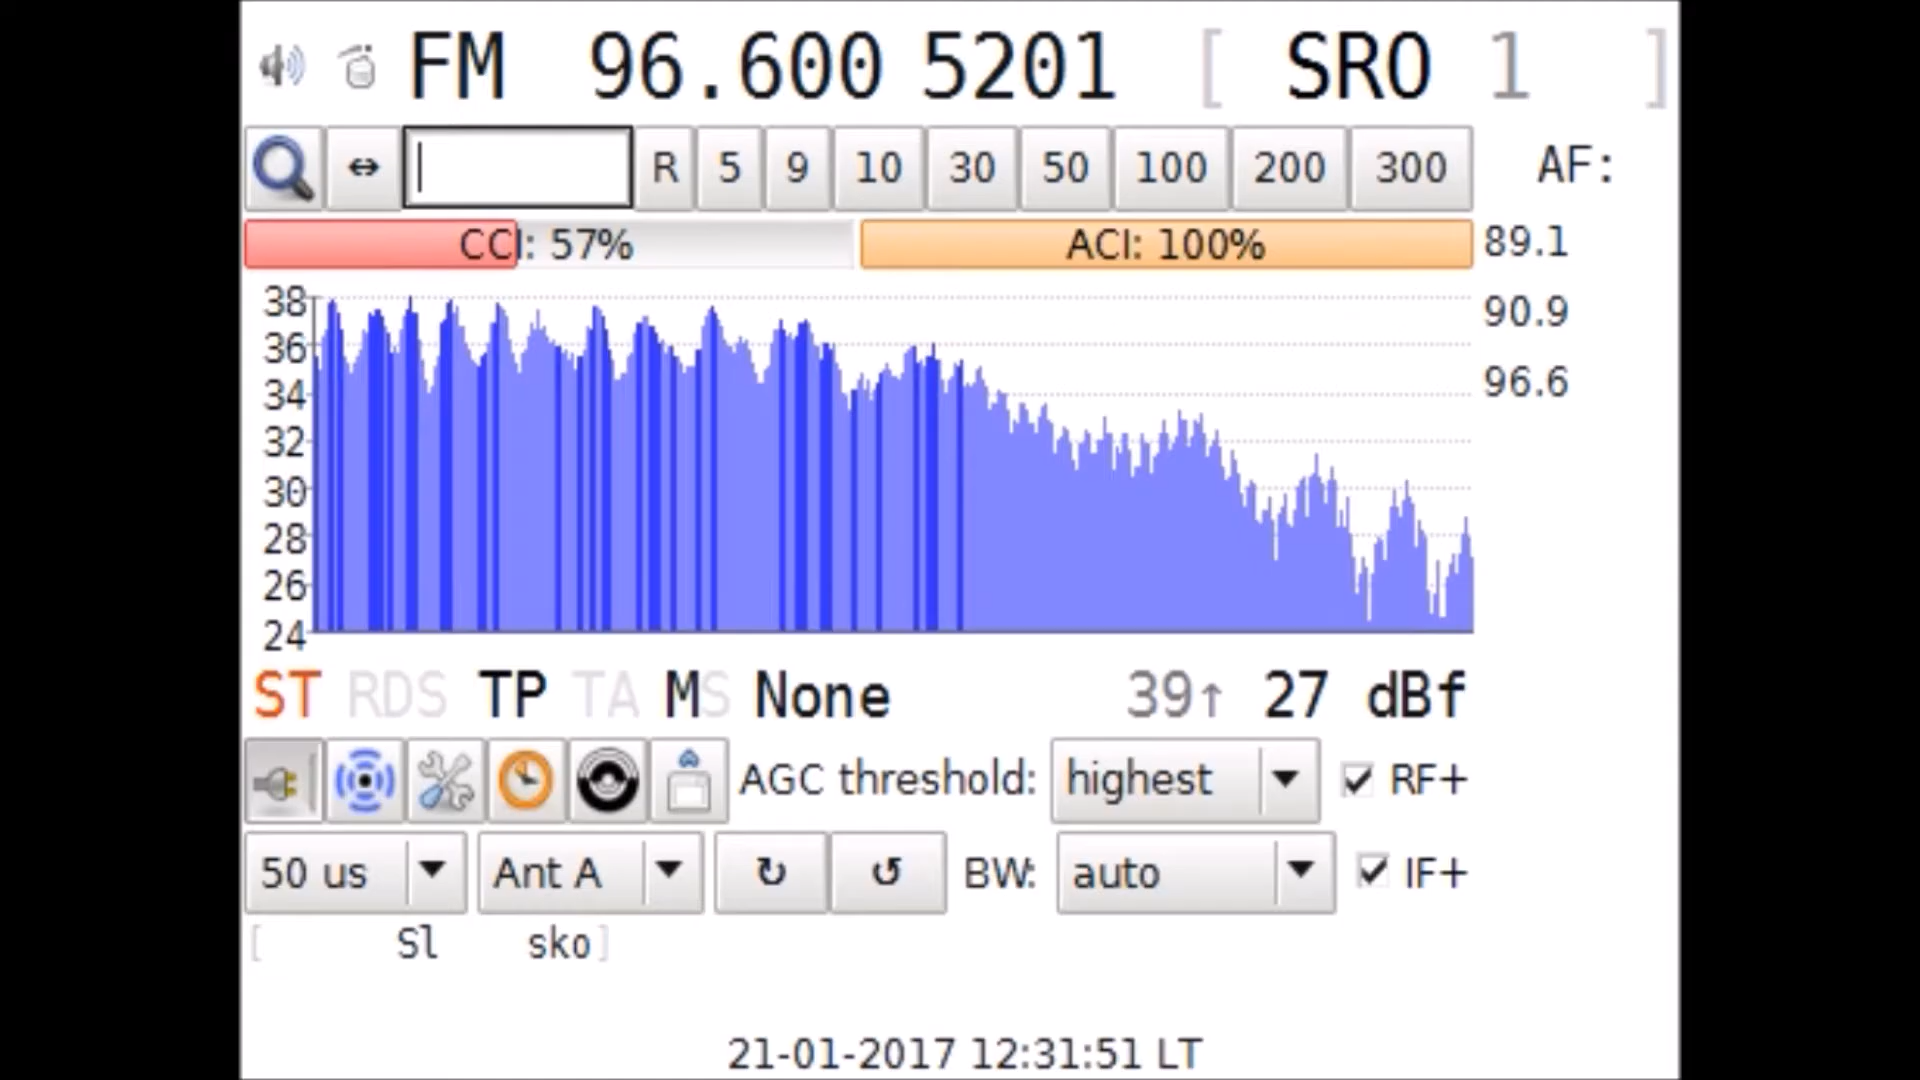 FM 96.600 5201 [ SRO 1 ]
↔ R 5 9 10 30 50 100 200 300 AF:
CCI: 57% ACI: 100% 89.1
90.9
96.6
38
36
34
32
30
28
26
24
ST RDS TP TA MS None 39↑ 27 dBf
AGC threshold: highest RF+
50 us Ant A ↻ ↺ BW: auto IF+
[ Sl sko]
21-01-2017 12:31:51 LT